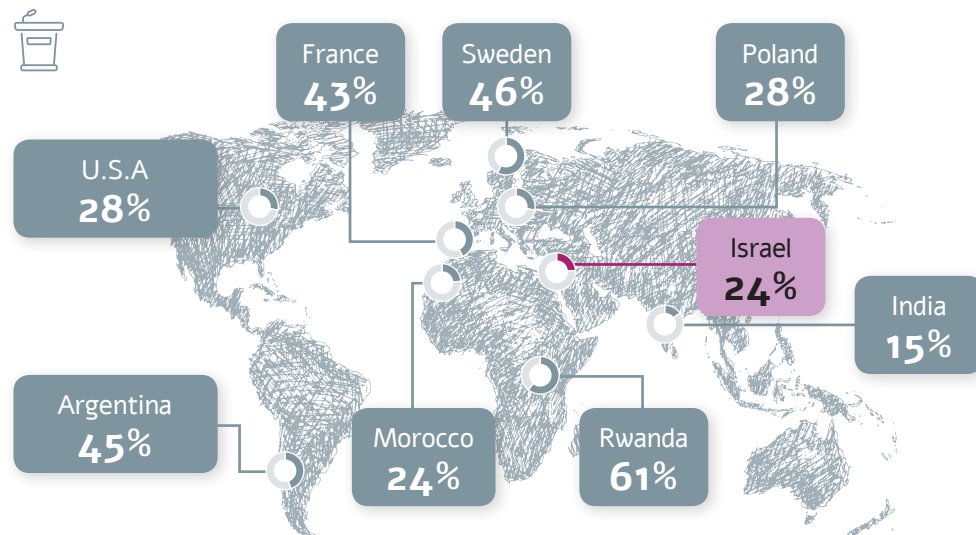 France
43%
Sweden
46%
Poland
28%
U.S.A
28%
Israel
24%
India
15%
Argentina
45%
Morocco
24%
Rwanda
61%